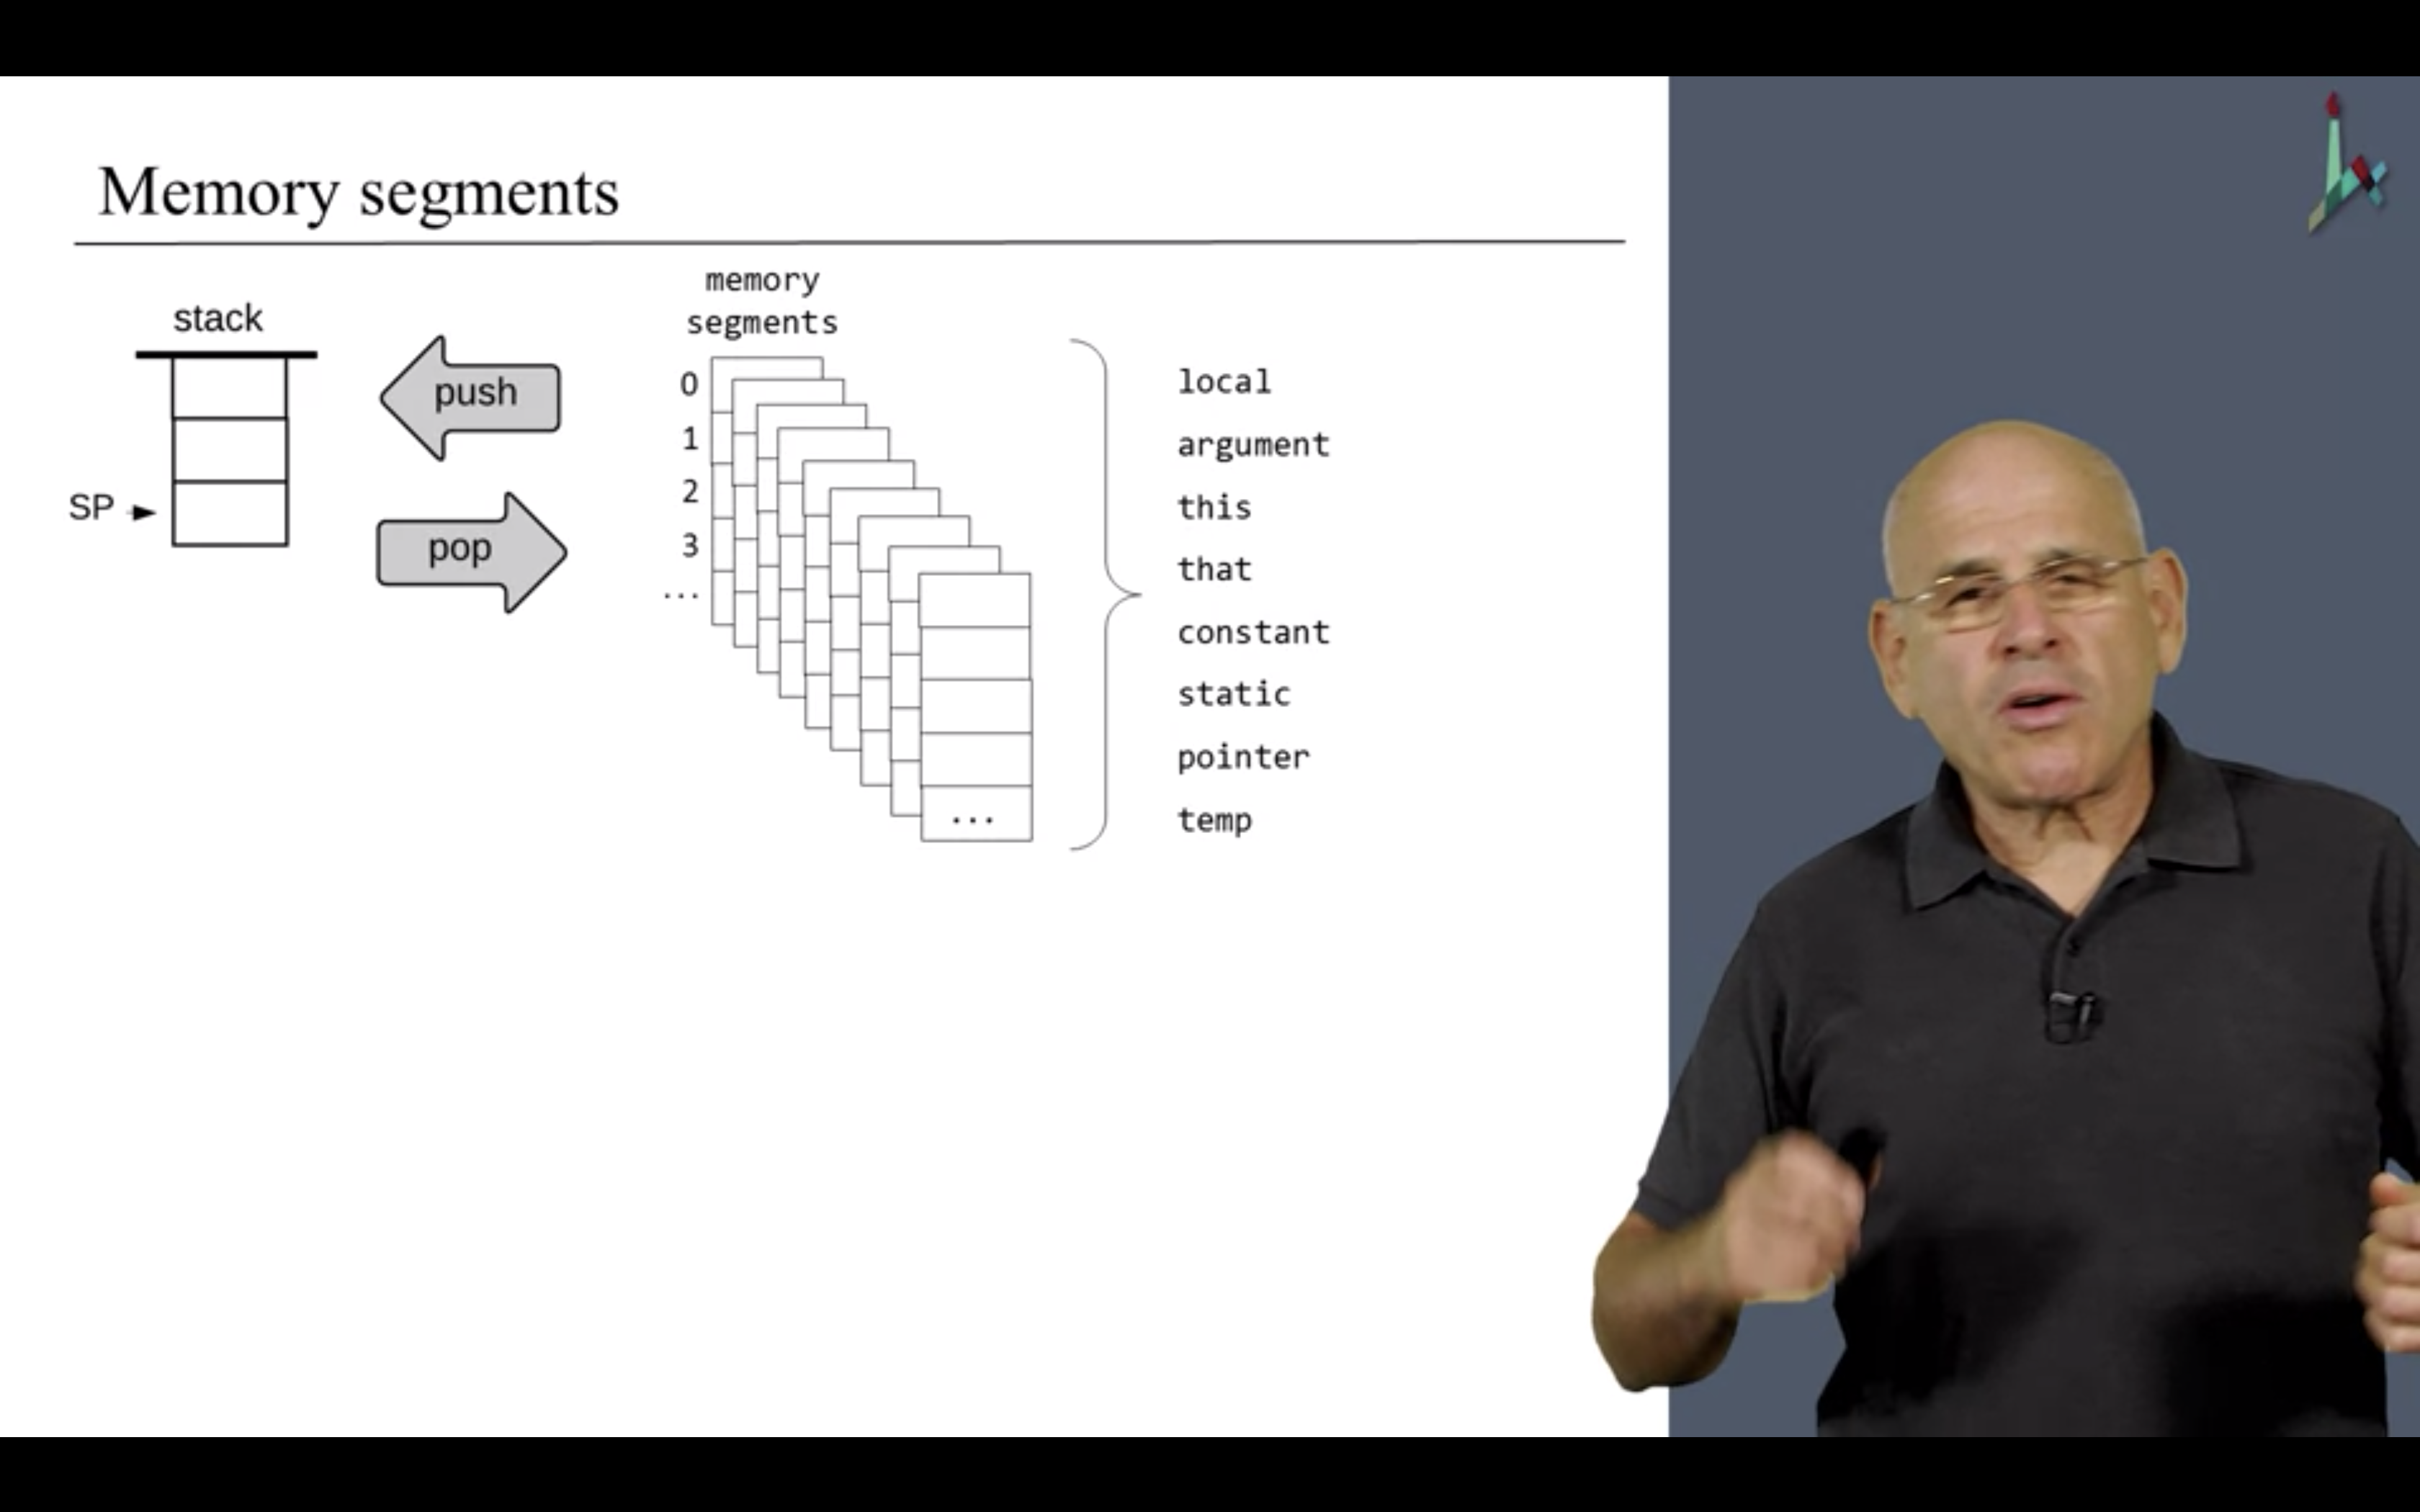 Memory segments
stack
SP
push
pop
memory
segments
0
1
2
3
...
...
local
argument
this
that
constant
static
pointer
temp